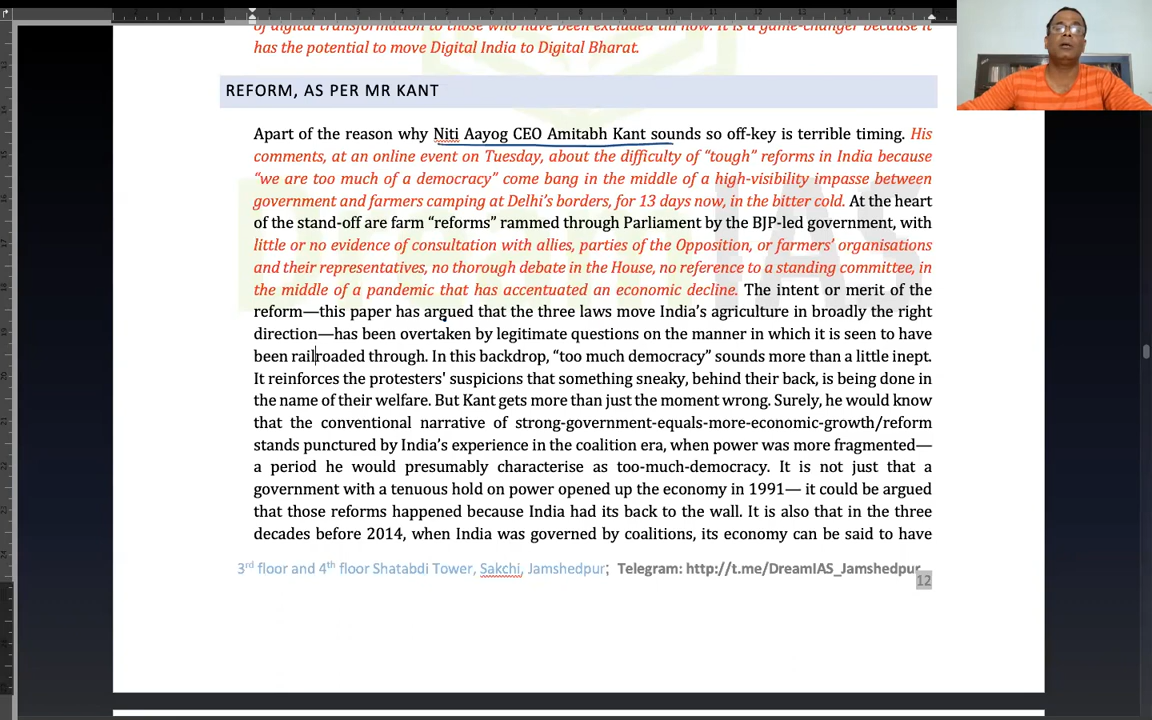 of digital transformation to those who have been excluded till now. It is a game-changer because it
has the potential to move Digital India to Digital Bharat.
REFORM, AS PER MR KANT
Apart of the reason why Niti Aayog CEO Amitabh Kant sounds so off-key is terrible timing. His
comments, at an online event on Tuesday, about the difficulty of “tough” reforms in India because
“we are too much of a democracy” come bang in the middle of a high-visibility impasse between
government and farmers camping at Delhi’s borders, for 13 days now, in the bitter cold. At the heart
of the stand-off are farm “reforms” rammed through Parliament by the BJP-led government, with
little or no evidence of consultation with allies, parties of the Opposition, or farmers’ organisations
and their representatives, no thorough debate in the House, no reference to a standing committee, in
the middle of a pandemic that has accentuated an economic decline. The intent or merit of the
reform—this paper has argued that the three laws move India’s agriculture in broadly the right
direction—has been overtaken by legitimate questions on the manner in which it is seen to have
been railroaded through. In this backdrop, “too much democracy” sounds more than a little inept.
It reinforces the protesters' suspicions that something sneaky, behind their back, is being done in
the name of their welfare. But Kant gets more than just the moment wrong. Surely, he would know
that the conventional narrative of strong-government-equals-more-economic-growth/reform
stands punctured by India’s experience in the coalition era, when power was more fragmented—
a period he would presumably characterise as too-much-democracy. It is not just that a
government with a tenuous hold on power opened up the economy in 1991— it could be argued
that those reforms happened because India had its back to the wall. It is also that in the three
decades before 2014, when India was governed by coalitions, its economy can be said to have
3rd floor and 4th floor Shatabdi Tower, Sakchi, Jamshedpur; Telegram: http://t.me/DreamIAS_Jamshedpur
12